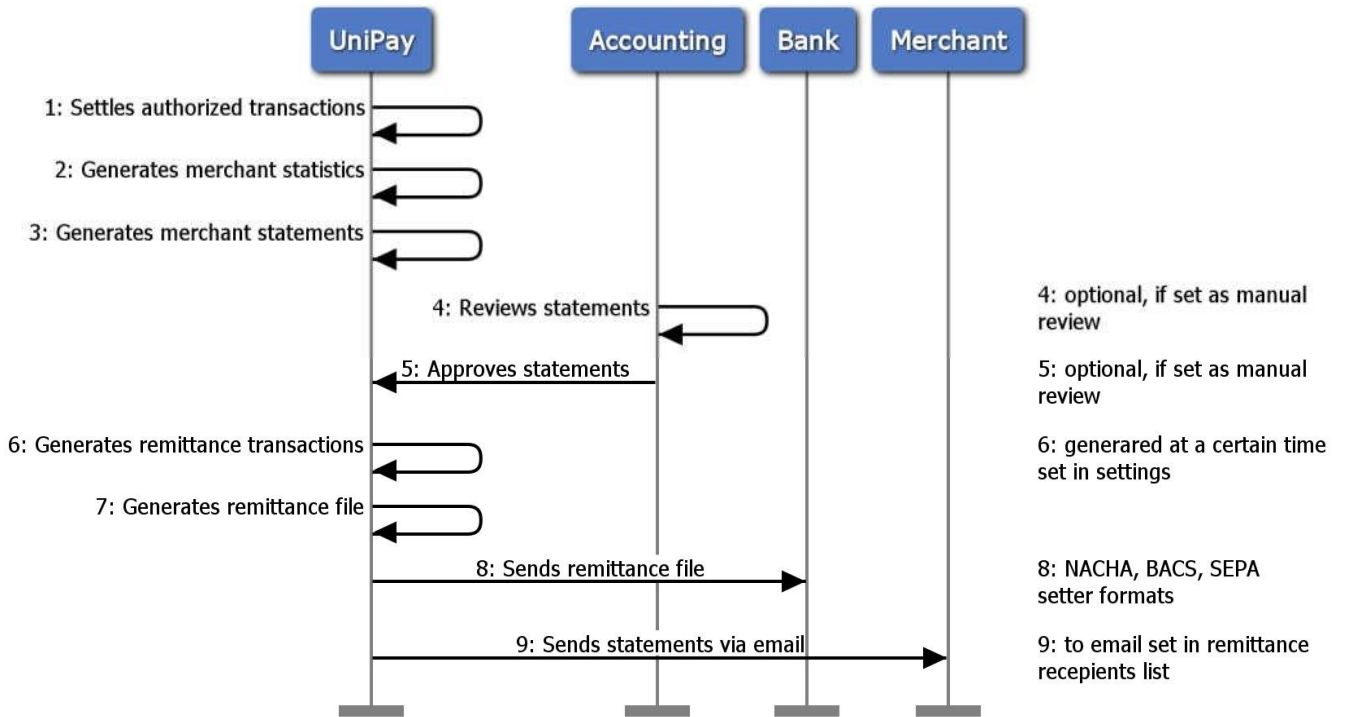 UniPay
Accounting
Bank
Merchant
1: Settles authorized transactions
2: Generates merchant statistics
3: Generates merchant statements
4: Reviews statements
4: optional, if set as manual
review
5: Approves statements
5: optional, if set as manual
review
6: Generates remittance transactions
6: generared at a certain time
set in settings
7: Generates remittance file
8: Sends remittance file
8: NACHA, BACS, SEPA
setter formats
9: Sends statements via email
9: to email set in remittance
recepients list